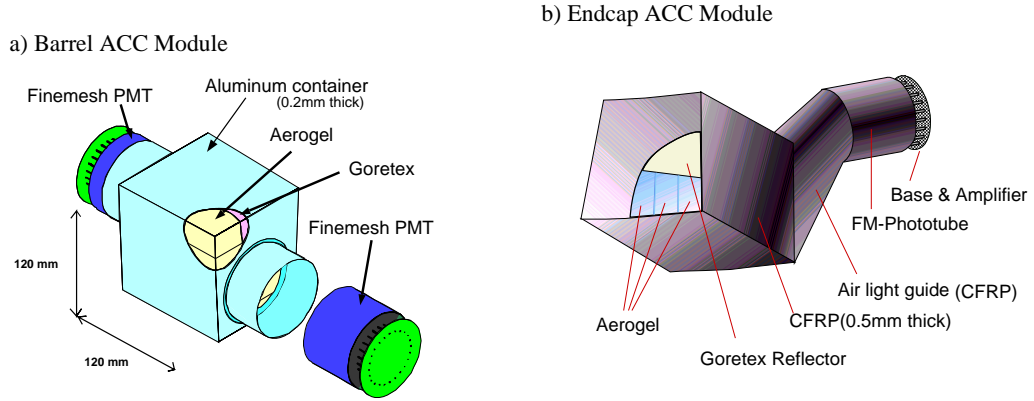 a) Barrel ACC Module
Finemesh PMT
Aluminum container
(0.2mm thick)
Aerogel
Goretex
Finemesh PMT
120 mm
120 mm
b) Endcap ACC Module
Base & Amplifier
FM-Phototube
Air light guide (CFRP)
CFRP(0.5mm thick)
Aerogel
Goretex Reflector